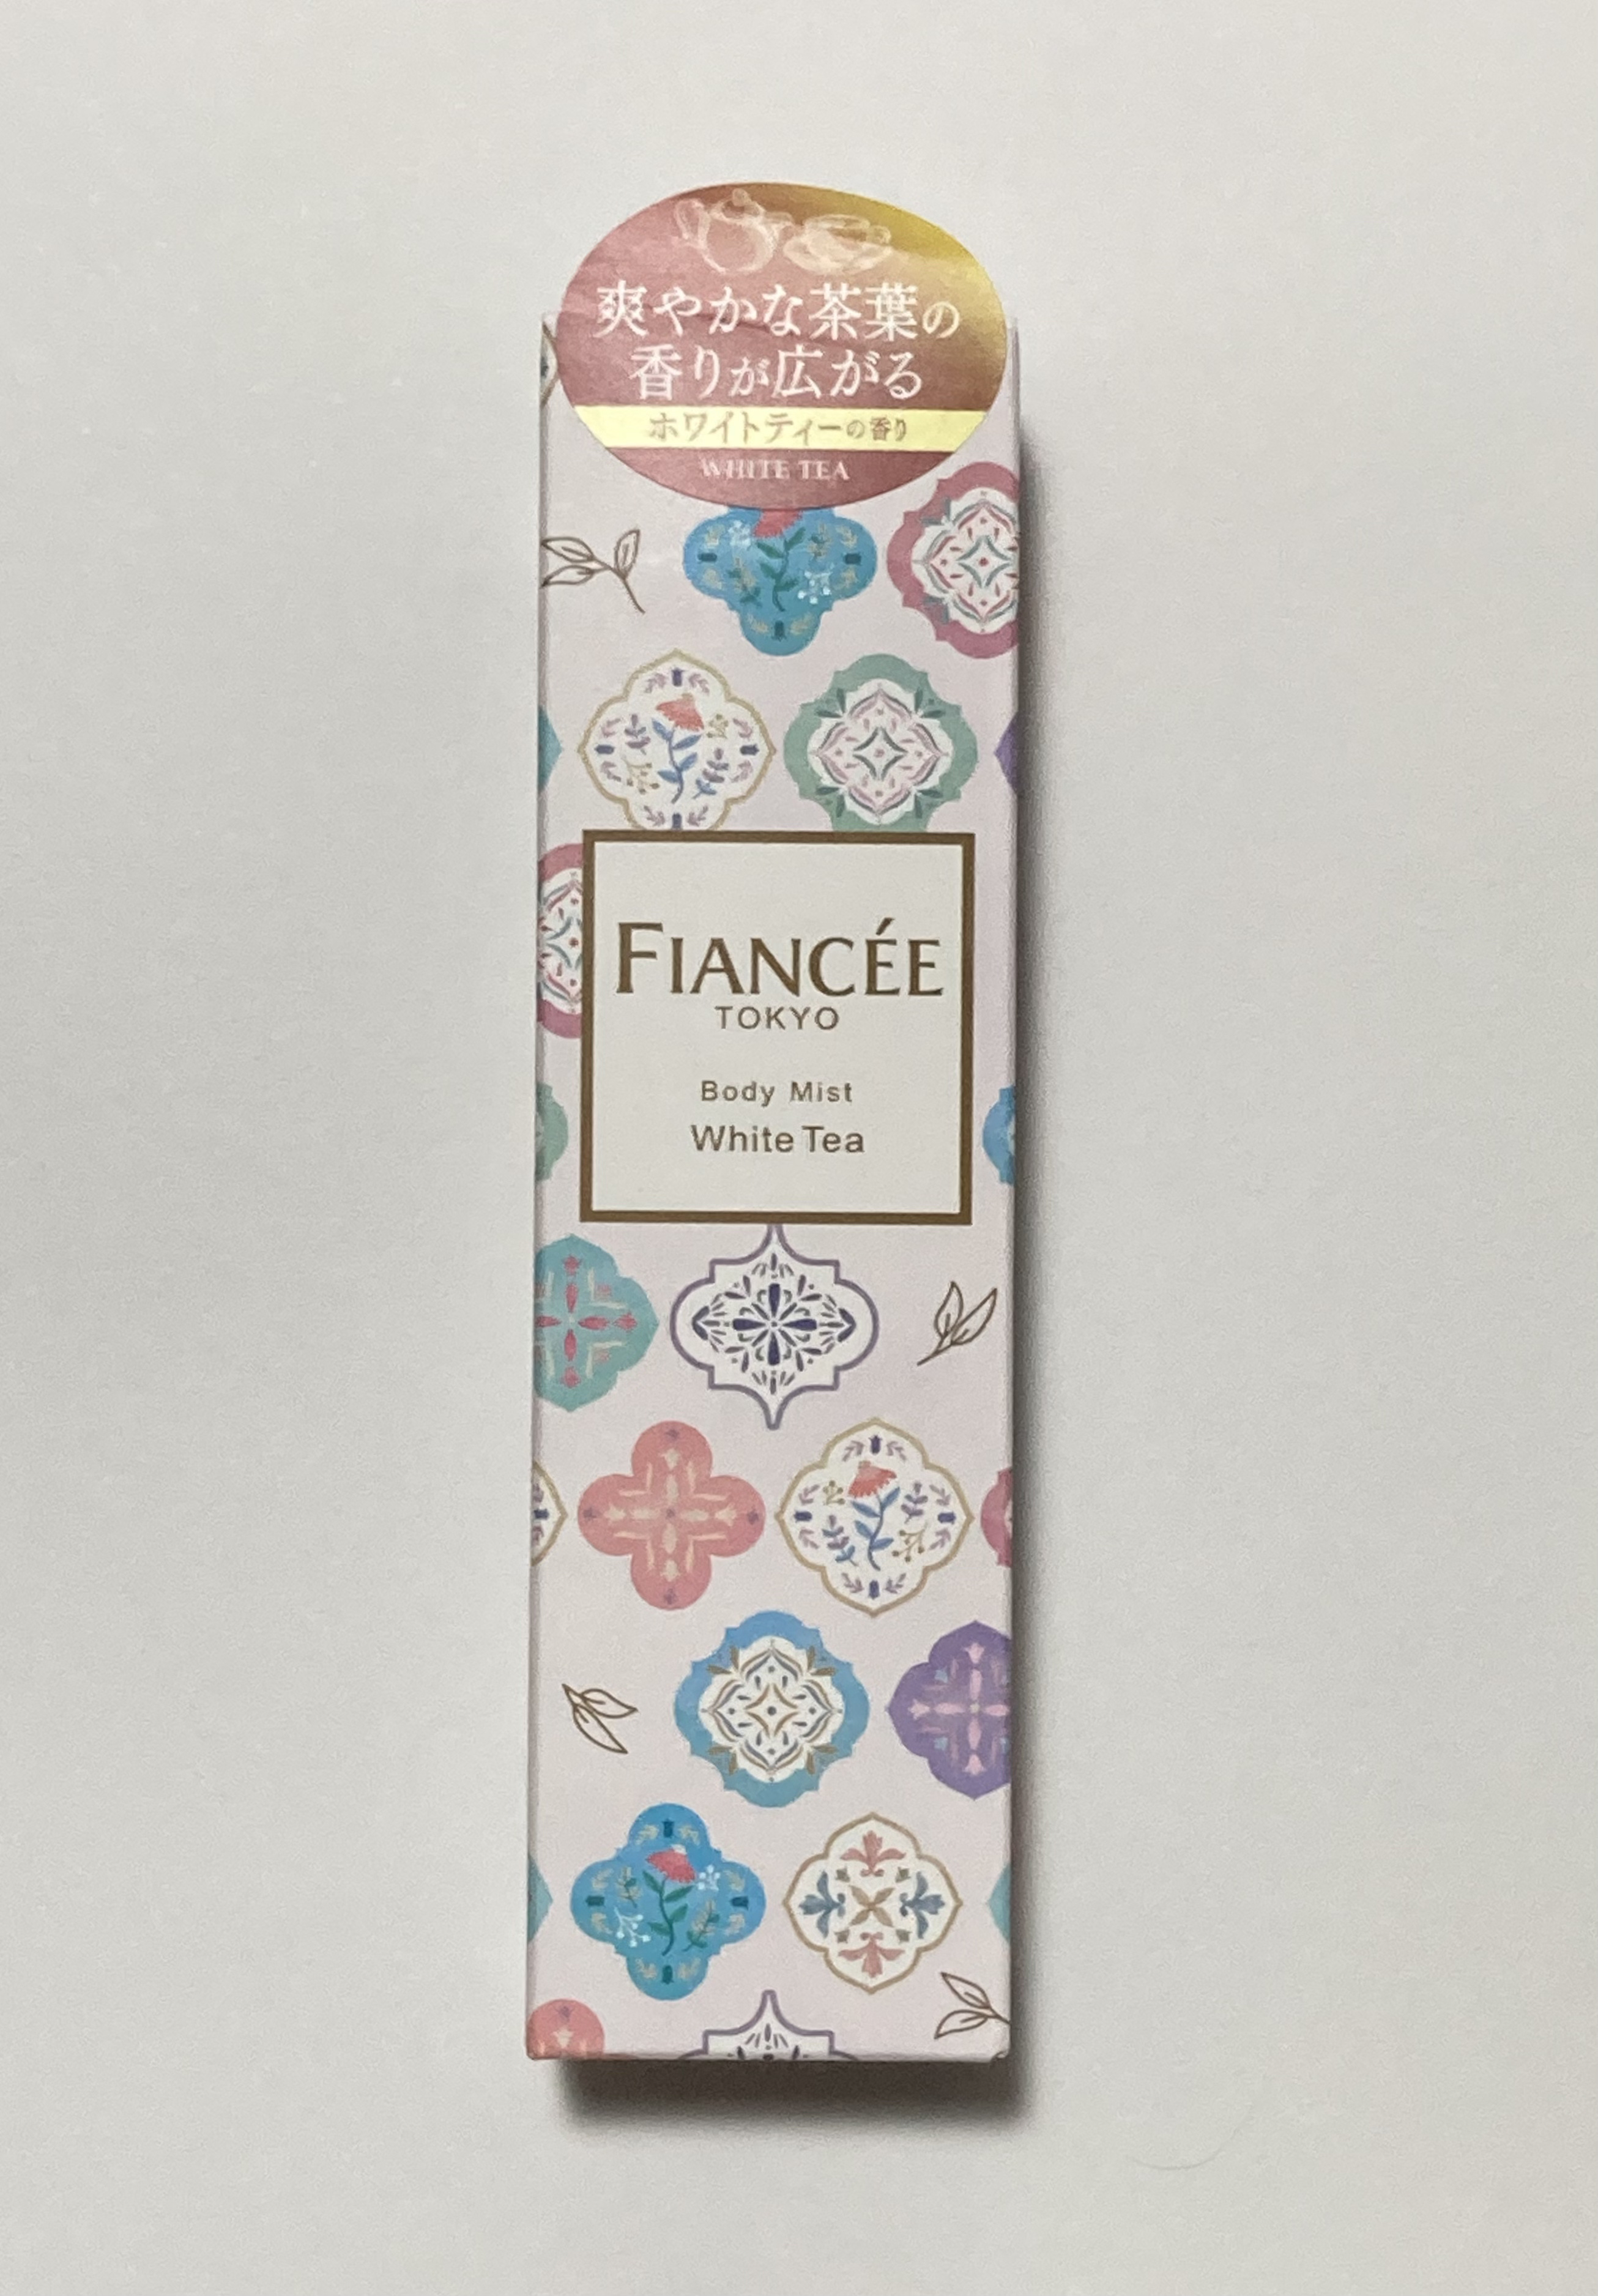 爽やかな茶葉の
香りが広がる
ホワイトティーの香り
WHITE TEA
FIANCÉE
TOKYO
Body Mist
White Tea